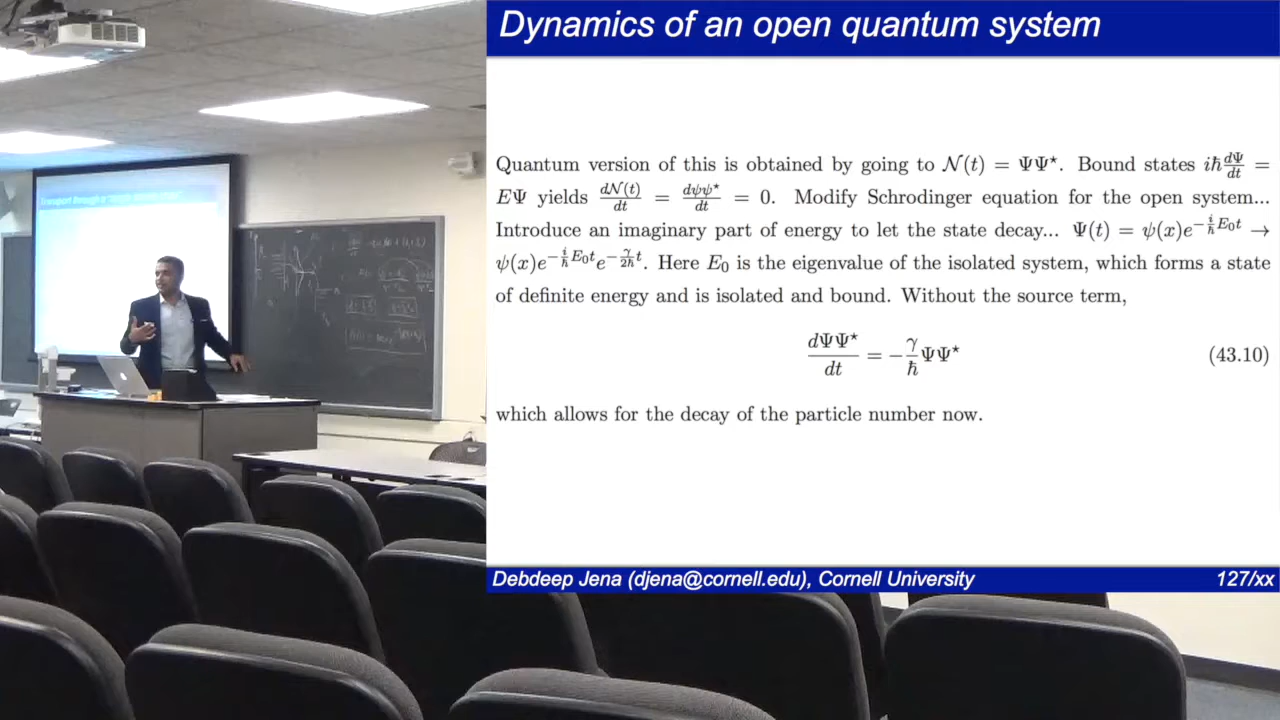 Dynamics of an open quantum system
Quantum version of this is obtained by going to 𝒩(t) = ΨΨ⋆. Bound states iℏ dΨ/dt =
EΨ yields d𝒩(t)/dt = dψψ⋆/dt = 0. Modify Schrodinger equation for the open system...
Introduce an imaginary part of energy to let the state decay... Ψ(t) = ψ(x)e^{-i/ℏ E₀t} →
ψ(x)e^{-i/ℏ E₀t}e^{-γ/2ℏ t}. Here E₀ is the eigenvalue of the isolated system, which forms a state
of definite energy and is isolated and bound. Without the source term,
dΨΨ⋆/dt = -γ/ℏ ΨΨ⋆ (43.10)
which allows for the decay of the particle number now.
Debdeep Jena (djena@cornell.edu), Cornell University 127/xx
Transport through a